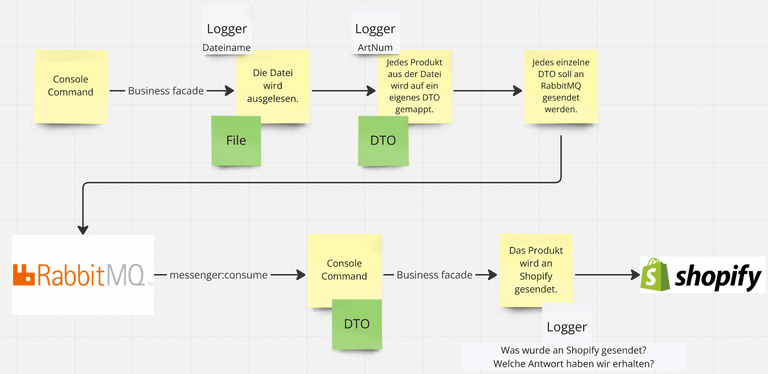 Logger
Dateiname
Logger
ArtNum
Console
Command
Business facade
Die Datei
wird
ausgelesen.
Jedes Produkt
aus der Datei
wird auf ein
eigenes DTO
gemappt.
Jedes einzelne
DTO soll an
RabbitMQ
gesendet
werden.
File
DTO
RabbitMQ
TM
messenger:consume
Console
Command
Business facade
Das Produkt
wird an
Shopify
gesendet.
shopify
DTO
Logger
Was wurde an Shopify gesendet?
Welche Antwort haben wir erhalten?